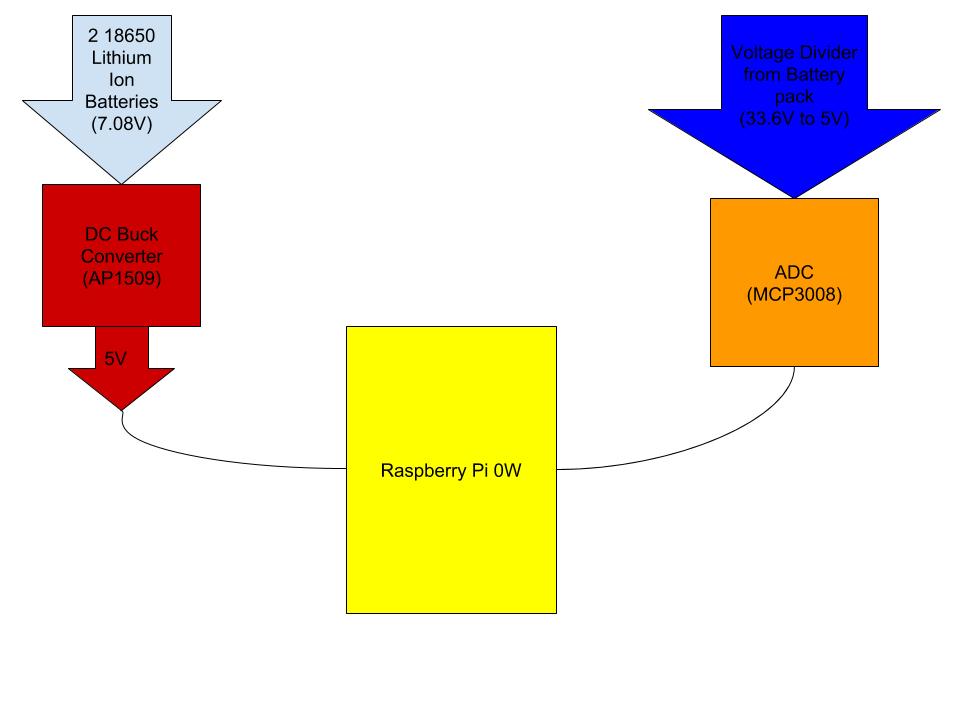 2 18650
Lithium
Ion
Batteries
(7.08V)
Voltage Divider
from Battery
pack
(33.6V to 5V)
DC Buck
Converter
(AP1509)
ADC
(MCP3008)
5V
Raspberry Pi 0W